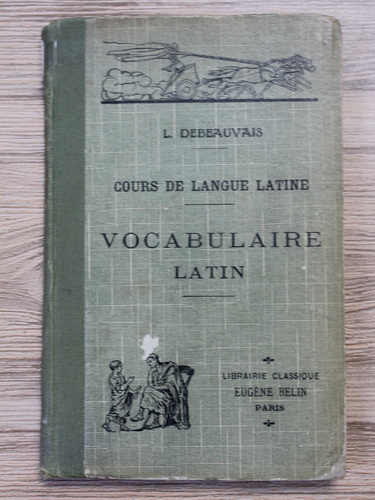 L. DEBEAUVAIS
COURS DE LANGUE LATINE
VOCABULAIRE
LATIN
LIBRAIRIE CLASSIQUE
EUGÈNE BELIN
PARIS